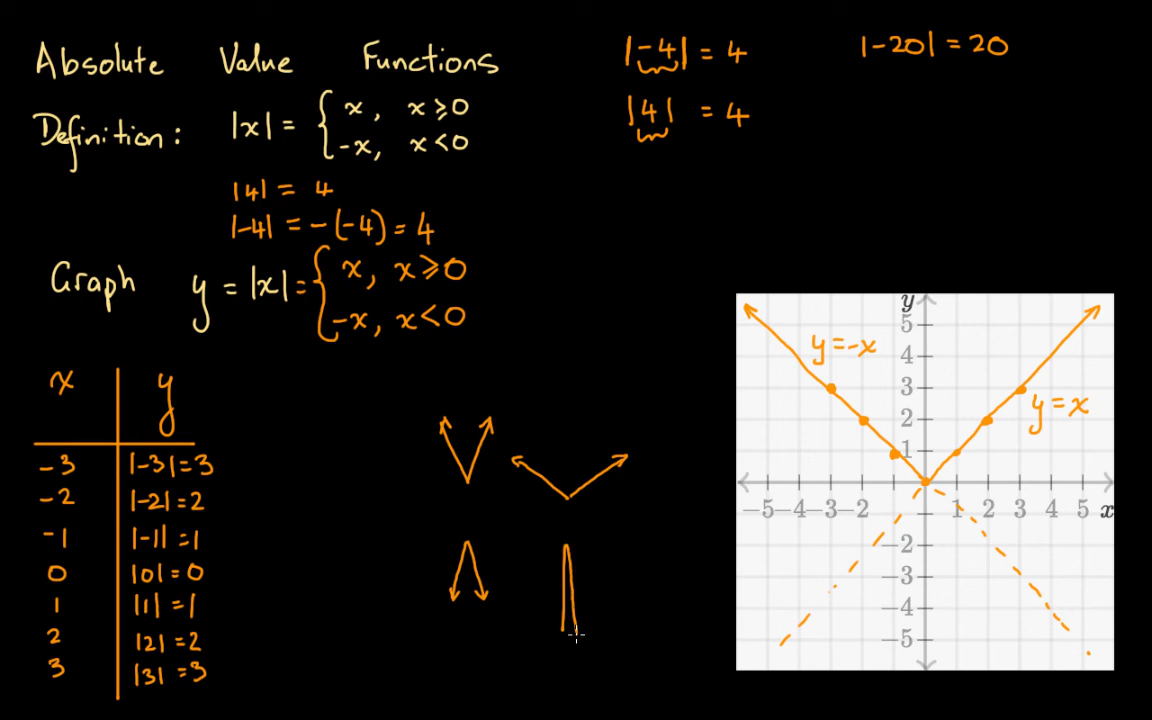 Absolute Value Functions
|-4| = 4
|-20| = 20
|4| = 4
Definition: |x| = { x, x≥0
-x, x<0
|4| = 4
|-4| = -(-4) = 4
Graph y = |x| = { x, x≥0
-x, x<0
x y
-3 |-3|=3
-2 |-2|=2
-1 |-1|=1
0 |0|=0
1 |1|=1
2 |2|=2
3 |3|=3
y
5
y=-x
4
3
y=x
2
1
-5 -4 -3 -2 1 2 3 4 5 x
-2
-3
-4
-5